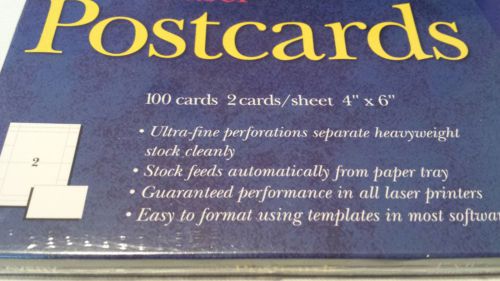 Postcards
100 cards 2 cards/sheet 4" x 6"
• Ultra-fine perforations separate heavyweight
stock cleanly
2
• Stock feeds automatically from paper tray
• Guaranteed performance in all laser printers
• Easy to format using templates in most softwa